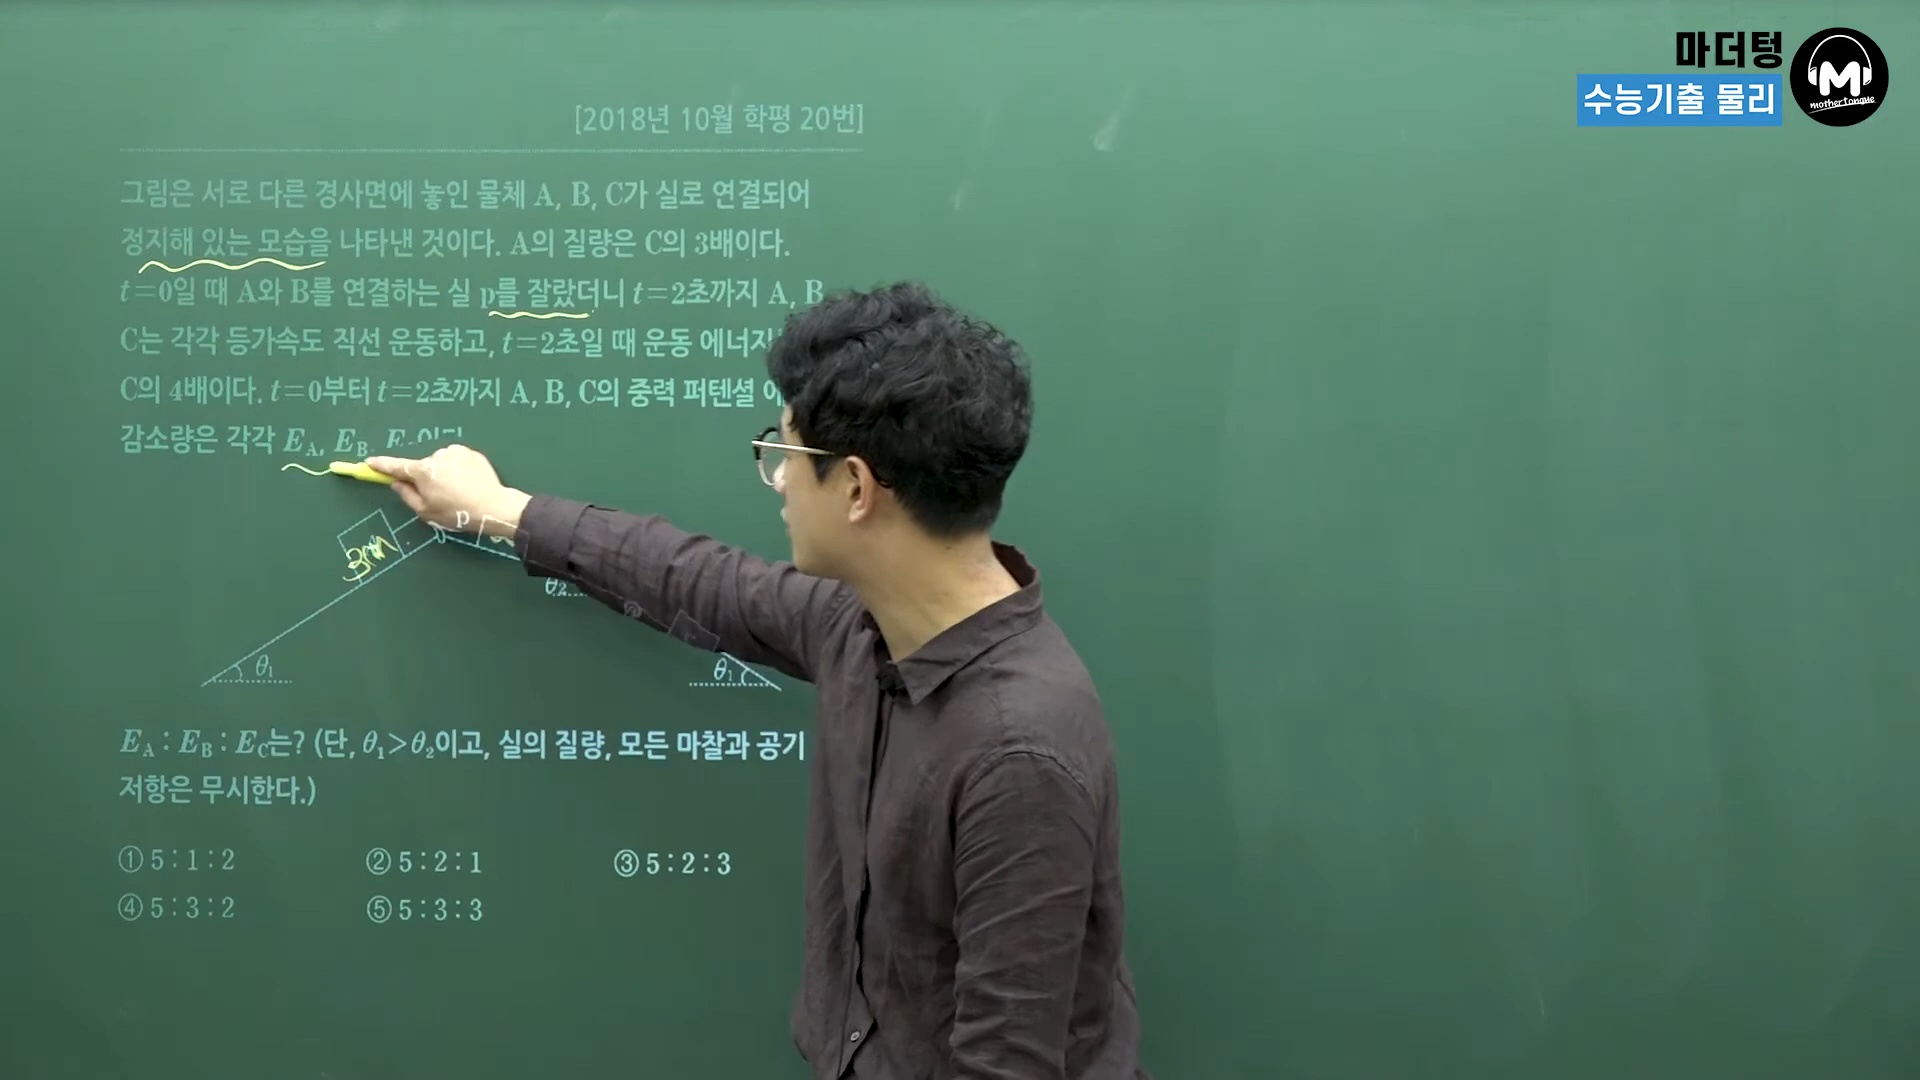 마더텅
수능기출 물리
M
mothertongue
[2018년 10월 학평 20번]
그림은 서로 다른 경사면에 놓인 물체 A, B, C가 실로 연결되어
정지해 있는 모습을 나타낸 것이다. A의 질량은 C의 3배이다.
t=0일 때 A와 B를 연결하는 실 p를 잘랐더니 t=2초까지 A, B
C는 각각 등가속도 직선 운동하고, t=2초일 때 운동 에너지
C의 4배이다. t=0부터 t=2초까지 A, B, C의 중력 퍼텐셜
감소량은 각각 E_A, E_B,
p
3m
θ₂
θ₁
θ₁
E_A : E_B : E_C는? (단, θ₁>θ₂이고, 실의 질량, 모든 마찰과 공기
저항은 무시한다.)
① 5 : 1 : 2 ② 5 : 2 : 1 ③ 5 : 2 : 3
④ 5 : 3 : 2 ⑤ 5 : 3 : 3